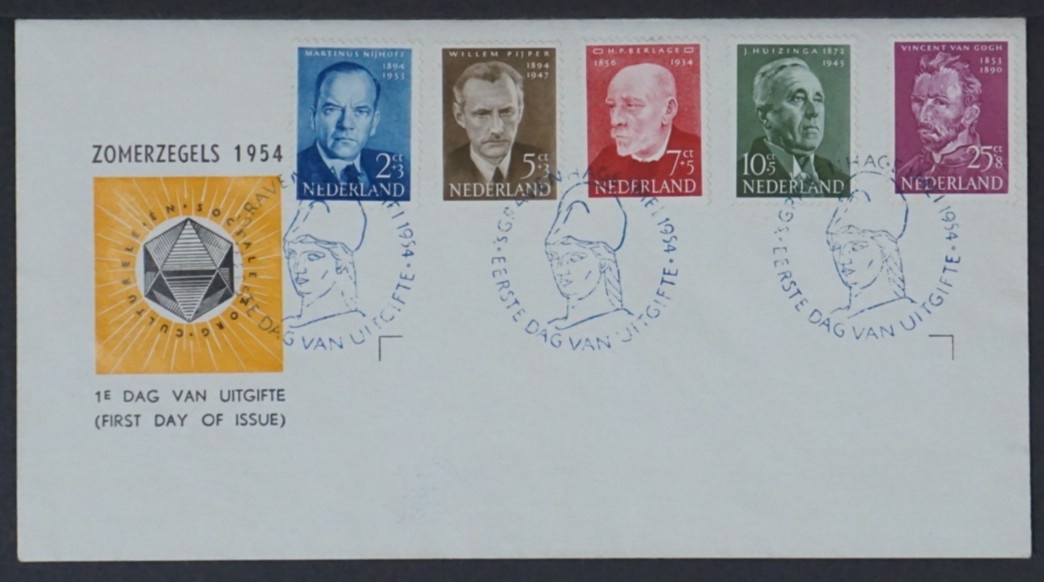 MARTINUS NIJHOFF
1894
1953
2ct+3
NEDERLAND
WILLEM PIJPER
1894
1947
5ct+3
NEDERLAND
H.P. BERLAGE
1856 1934
7ct+5
NEDERLAND
J. HUIZINGA 1872
1945
10ct+5
NEDERLAND
VINCENT VAN GOGH
1853
1890
25ct+8
NEDERLAND
ZOMERZEGELS 1954
CULTURELE EN SOCIALE ZORG
1E DAG VAN UITGIFTE
(FIRST DAY OF ISSUE)
1954
DAG VAN UITGIFTE
1954
EERSTE DAG VAN UITGIFTE
1954
EERSTE DAG VAN UITGIFTE